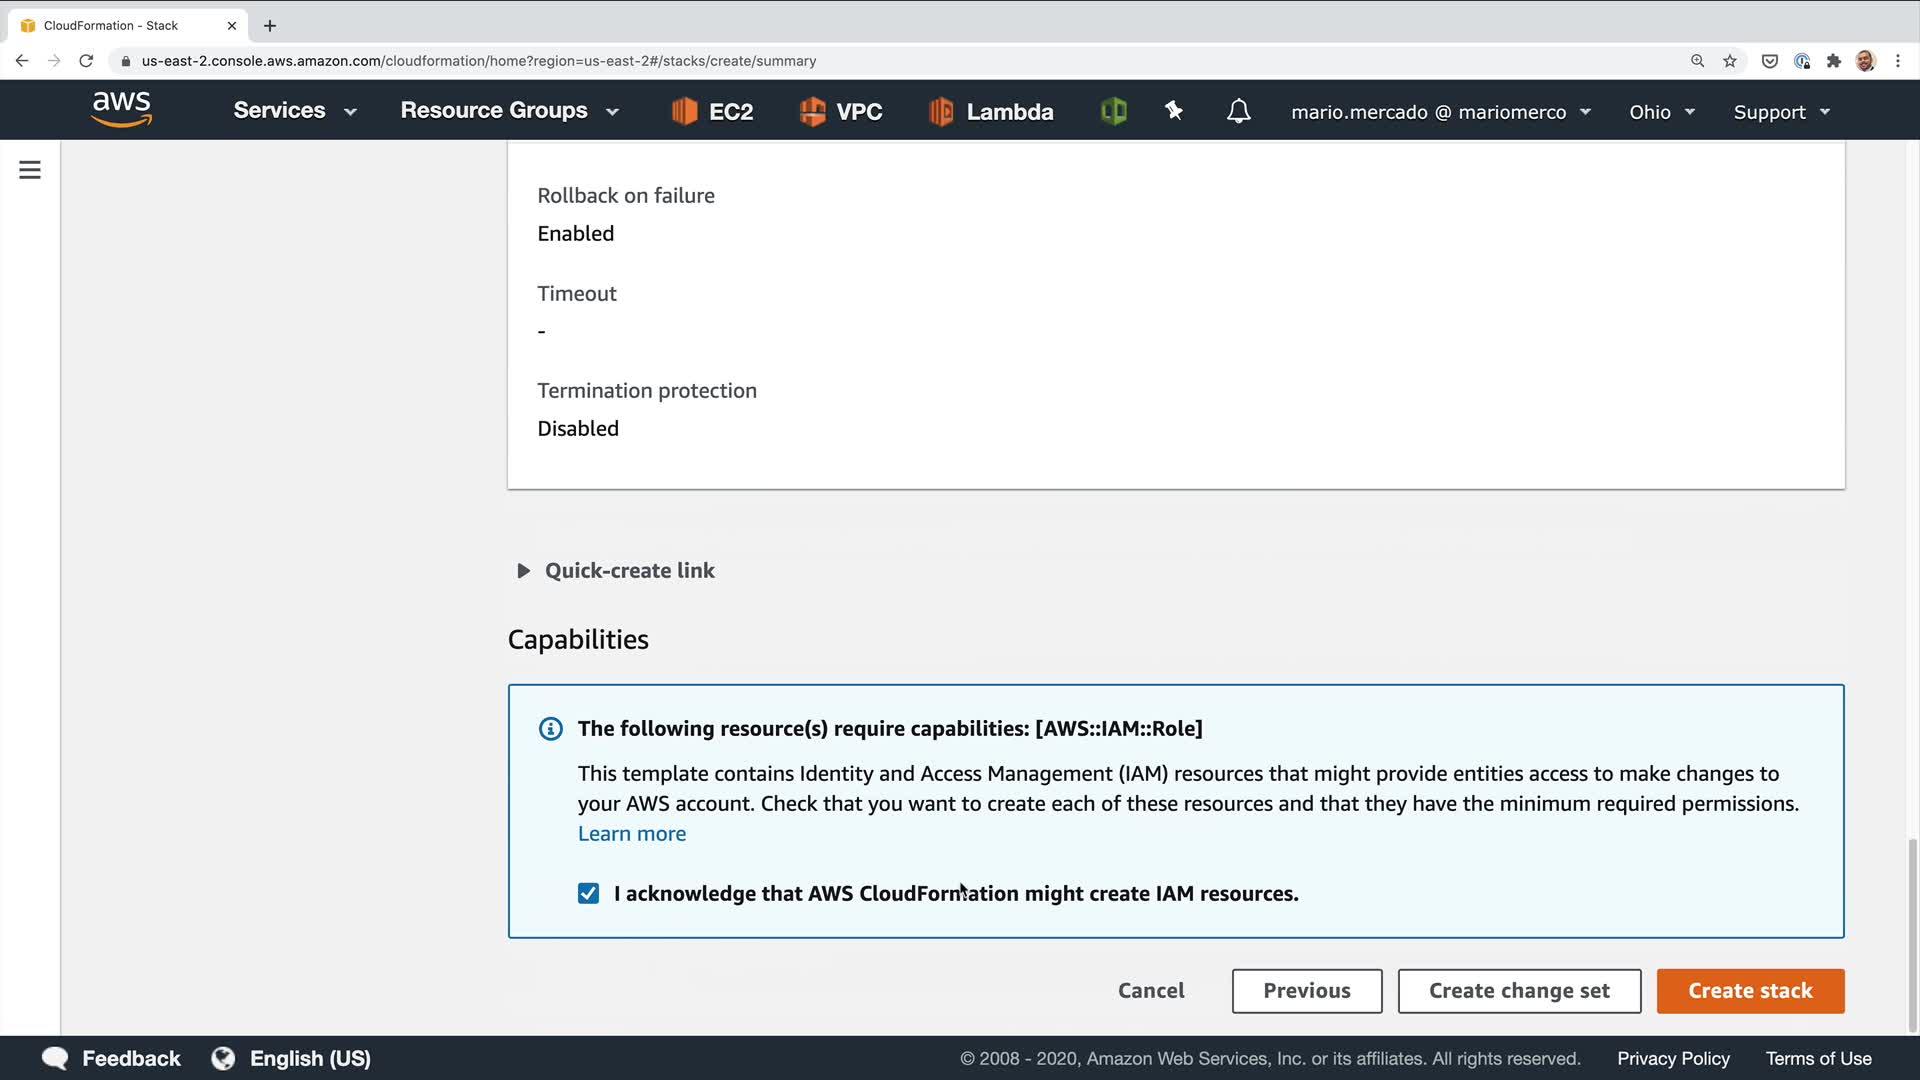 CloudFormation - Stack
us-east-2.console.aws.amazon.com/cloudformation/home?region=us-east-2#/stacks/create/summary
aws Services Resource Groups EC2 VPC Lambda mario.mercado @ mariomerco Ohio Support
Rollback on failure
Enabled
Timeout
-
Termination protection
Disabled
Quick-create link
Capabilities
The following resource(s) require capabilities: [AWS::IAM::Role]
This template contains Identity and Access Management (IAM) resources that might provide entities access to make changes to
your AWS account. Check that you want to create each of these resources and that they have the minimum required permissions.
Learn more
I acknowledge that AWS CloudFormation might create IAM resources.
Cancel Previous Create change set Create stack
Feedback English (US) © 2008 - 2020, Amazon Web Services, Inc. or its affiliates. All rights reserved. Privacy Policy Terms of Use